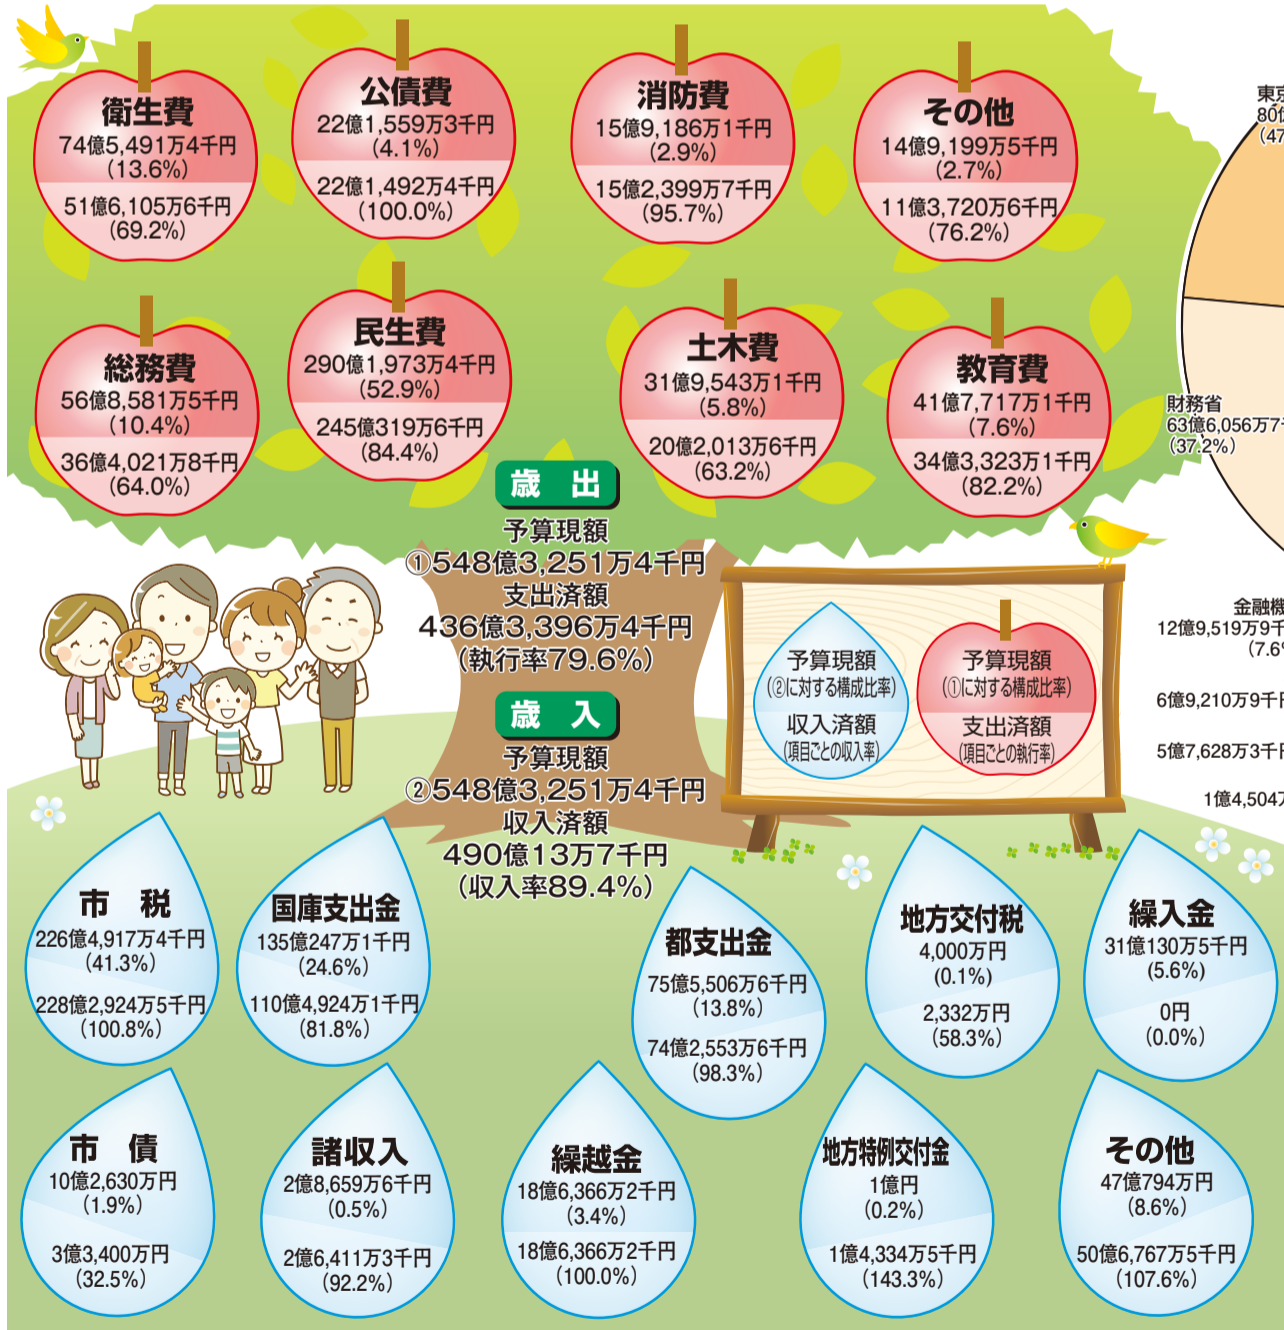 衛生費
74億5,491万4千円
(13.6%)
51億6,105万6千円
(69.2%)
公債費
22億1,559万3千円
(4.1%)
22億1,492万4千円
(100.0%)
消防費
15億9,186万1千円
(2.9%)
15億2,399万7千円
(95.7%)
その他
14億9,199万5千円
(2.7%)
11億3,720万6千円
(76.2%)
総務費
56億8,581万5千円
(10.4%)
36億4,021万8千円
(64.0%)
民生費
290億1,973万4千円
(52.9%)
245億319万6千円
(84.4%)
土木費
31億9,543万1千円
(5.8%)
20億2,013万6千円
(63.2%)
教育費
41億7,717万1千円
(7.6%)
34億3,323万1千円
(82.2%)
東京
80億
(47
財務省
63億6,056万7千
(37.2%)
金融機
12億9,519万9千
(7.6%
6億9,210万9千円
5億7,628万3千円
1億4,504万
歳 出
予算現額
①548億3,251万4千円
支出済額
436億3,396万4千円
(執行率79.6%)
歳 入
予算現額
②548億3,251万4千円
収入済額
490億13万7千円
(収入率89.4%)
予算現額
(②に対する構成比率)
収入済額
(項目ごとの収入率)
予算現額
(①に対する構成比率)
支出済額
(項目ごとの執行率)
市 税
226億4,917万4千円
(41.3%)
228億2,924万5千円
(100.8%)
国庫支出金
135億247万1千円
(24.6%)
110億4,924万1千円
(81.8%)
都支出金
75億5,506万6千円
(13.8%)
74億2,553万6千円
(98.3%)
地方交付税
4,000万円
(0.1%)
2,332万円
(58.3%)
繰入金
31億130万5千円
(5.6%)
0円
(0.0%)
市 債
10億2,630万円
(1.9%)
3億3,400万円
(32.5%)
諸収入
2億8,659万6千円
(0.5%)
2億6,411万3千円
(92.2%)
繰越金
18億6,366万2千円
(3.4%)
18億6,366万2千円
(100.0%)
地方特例交付金
1億円
(0.2%)
1億4,334万5千円
(143.3%)
その他
47億794万円
(8.6%)
50億6,767万5千円
(107.6%)